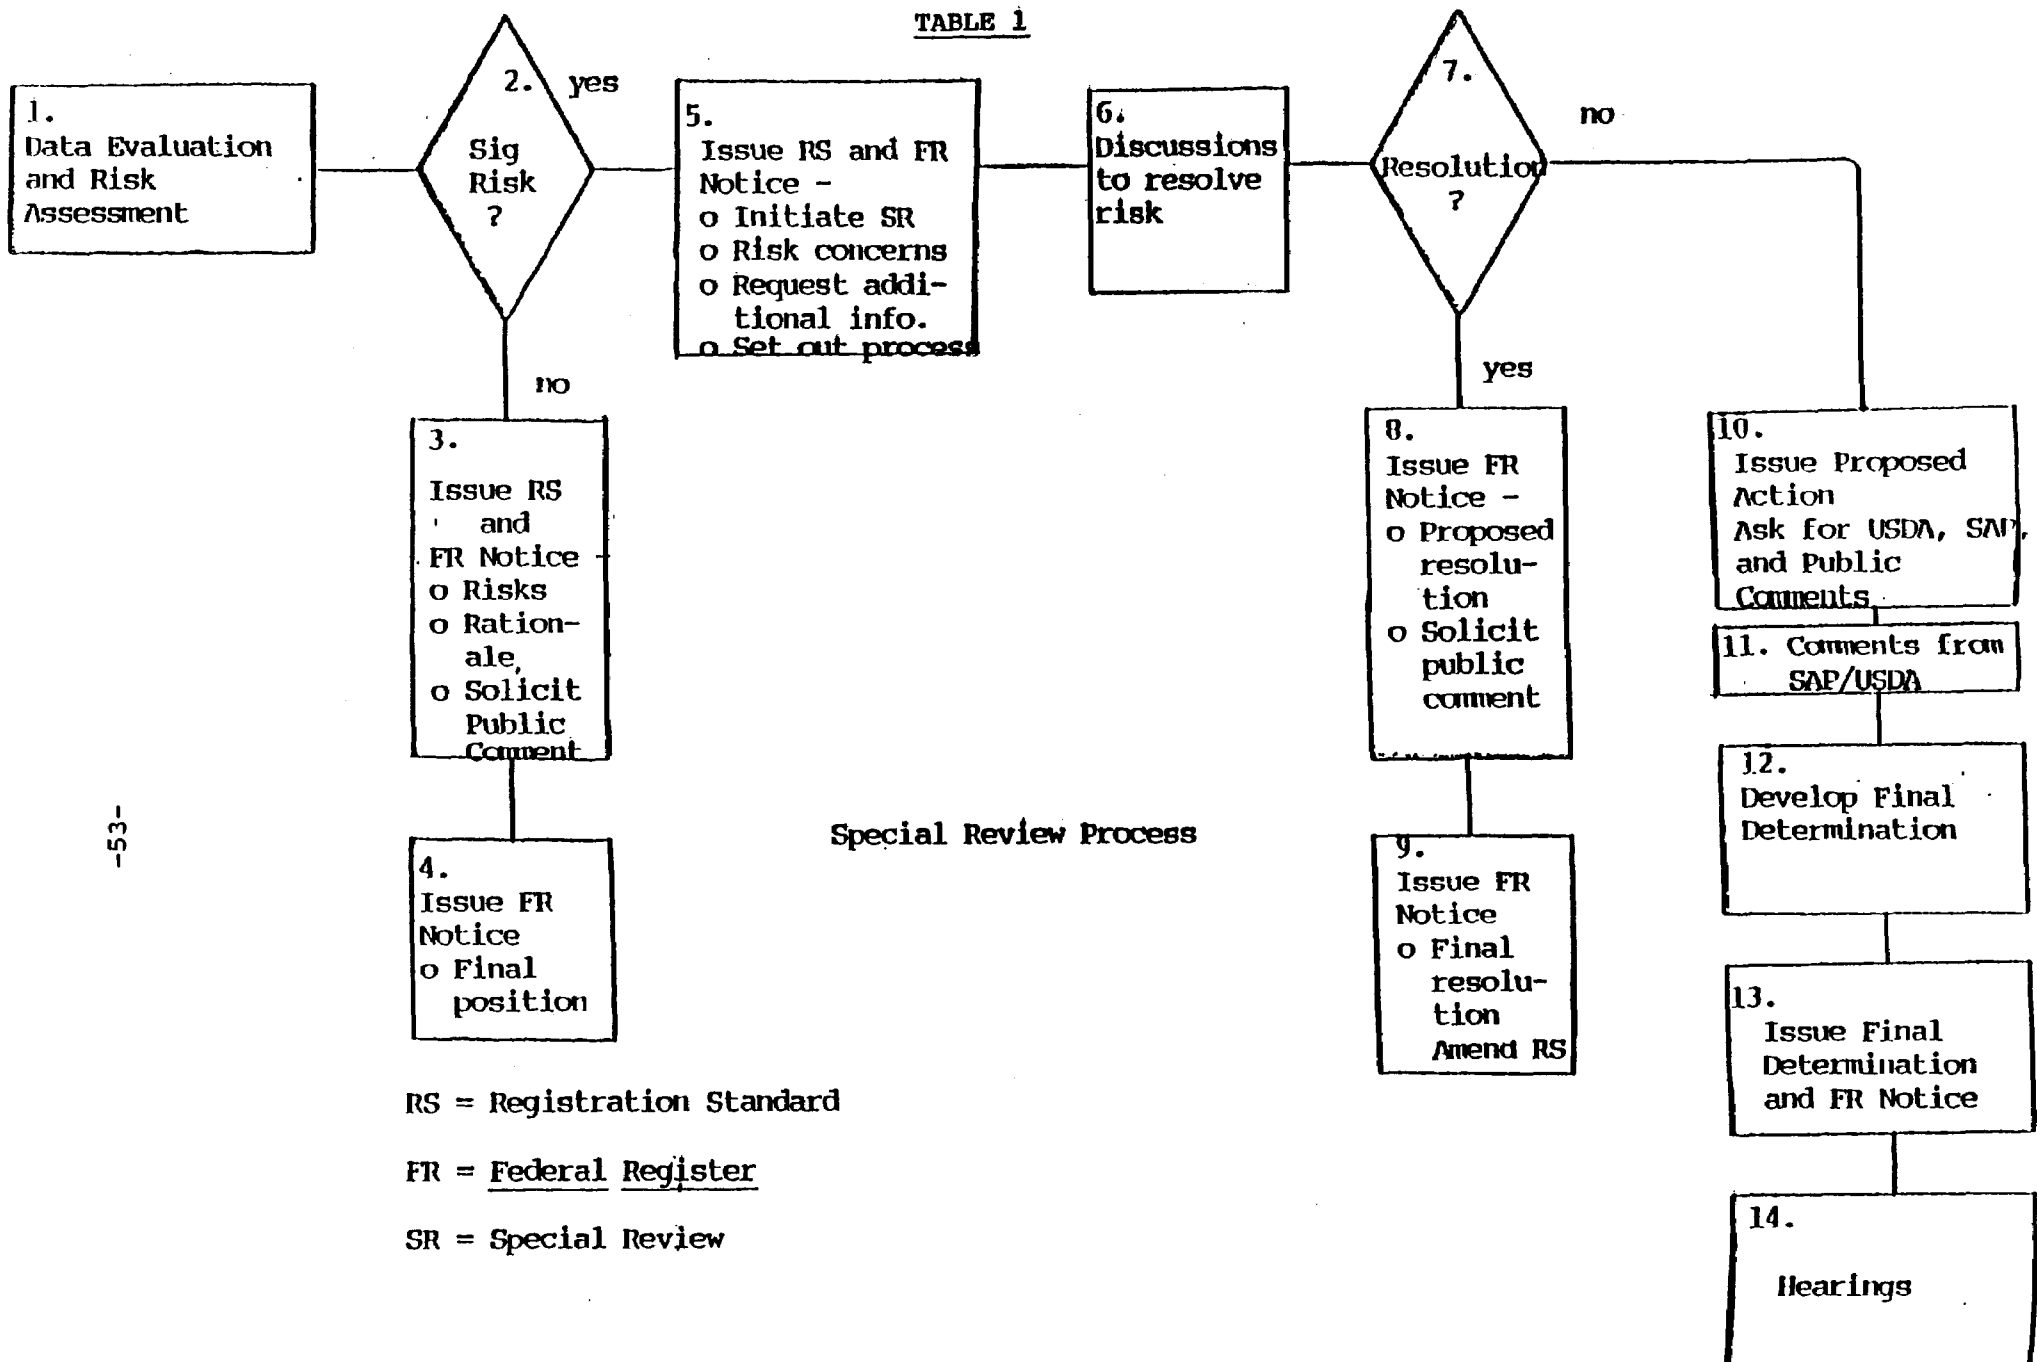 TABLE 1
1.
Data Evaluation
and Risk
Assessment
2.
yes
Sig
Risk
?
no
3.
Issue RS
and
FR Notice -
o Risks
o Ration-
ale,
o Solicit
Public
Comment
4.
Issue FR
Notice
o Final
position
5.
Issue RS and FR
Notice -
o Initiate SR
o Risk concerns
o Request addi-
tional info.
o Set out process
6.
Discussions
to resolve
risk
7.
no
Resolution
?
yes
8.
Issue FR
Notice -
o Proposed
resolu-
tion
o Solicit
public
comment
9.
Issue FR
Notice
o Final
resolu-
tion
Amend RS
10.
Issue Proposed
Action
Ask for USDA, SAP,
and Public
Comments
11. Comments from
SAP/USDA
12.
Develop Final
Determination
13.
Issue Final
Determination
and FR Notice
14.
Hearings
Special Review Process
RS = Registration Standard
FR = Federal Register
SR = Special Review
-53-